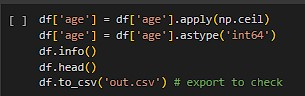 [ ] df['age'] = df['age'].apply(np.ceil)
df['age'] = df['age'].astype('int64')
df.info()
df.head()
df.to_csv('out.csv') # export to check